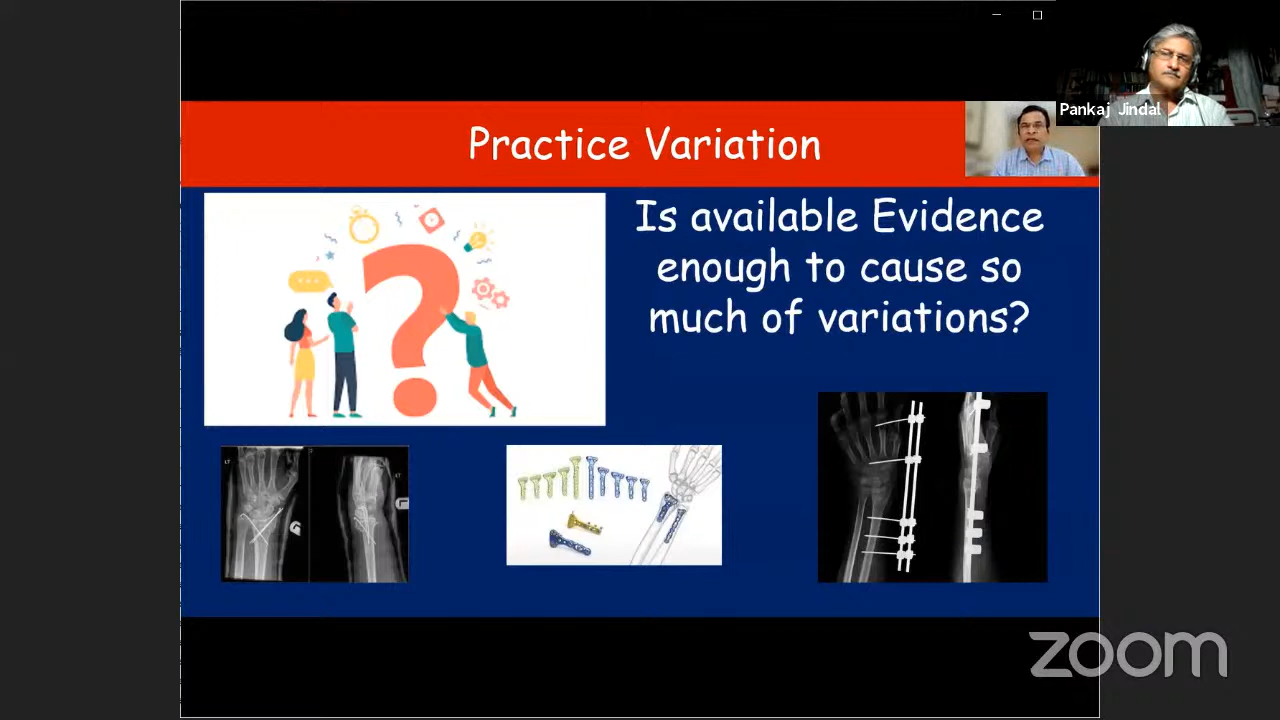 Pankaj Jindal
Practice Variation
Is available Evidence
enough to cause so
much of variations?
zoom